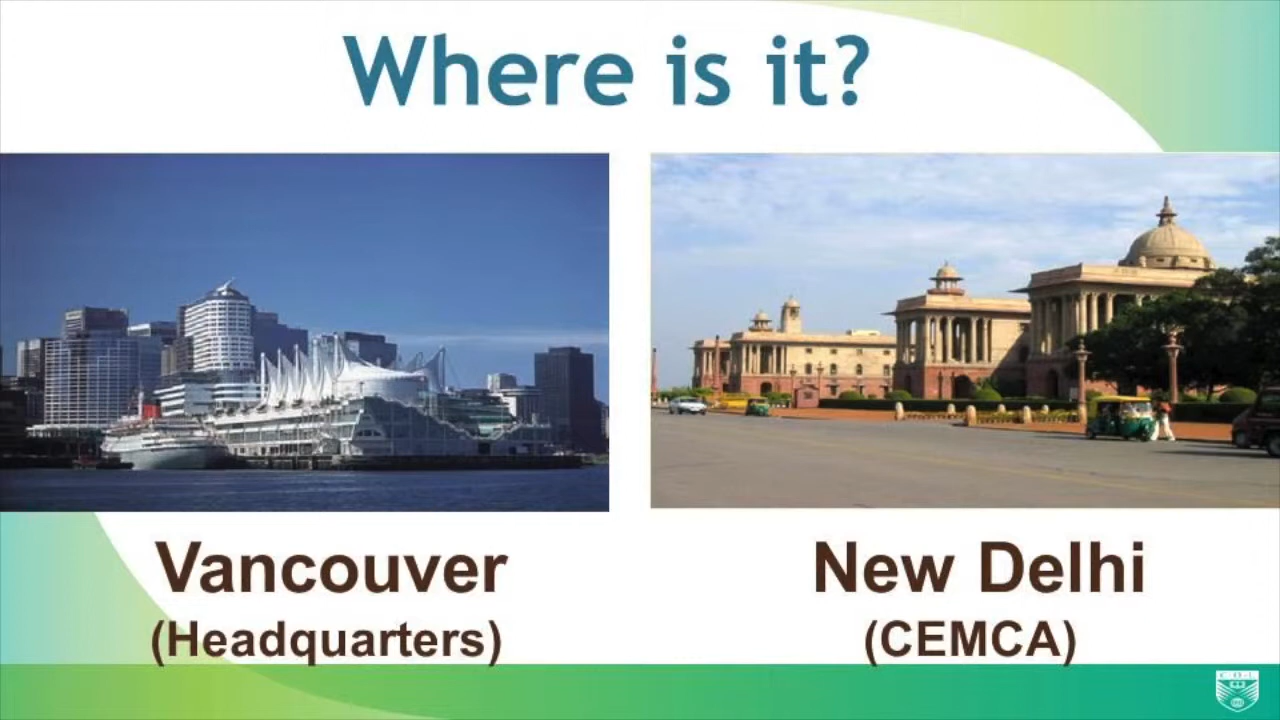 Where is it?
Vancouver
(Headquarters)
New Delhi
(CEMCA)
C O L